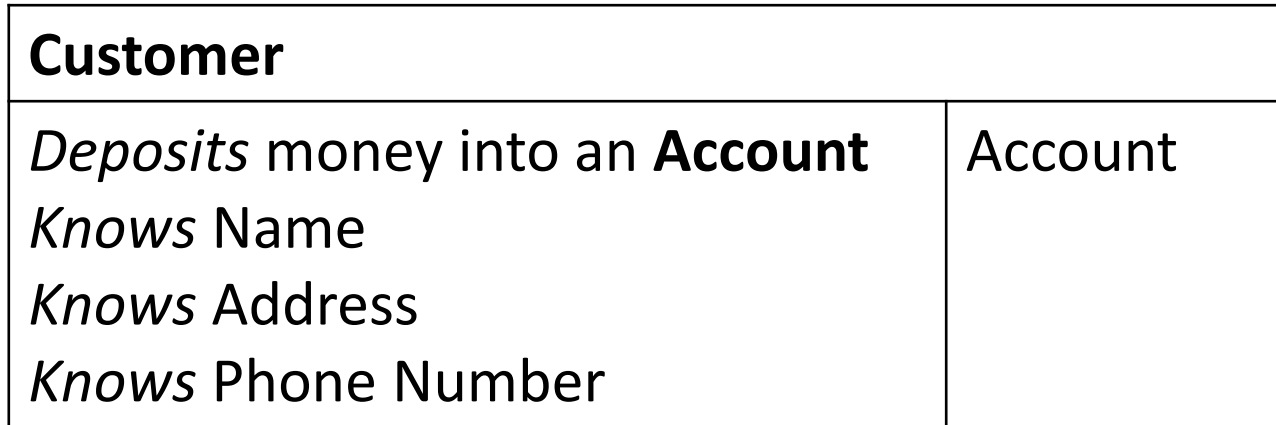 Customer
Deposits money into an Account
Knows Name
Knows Address
Knows Phone Number
Account